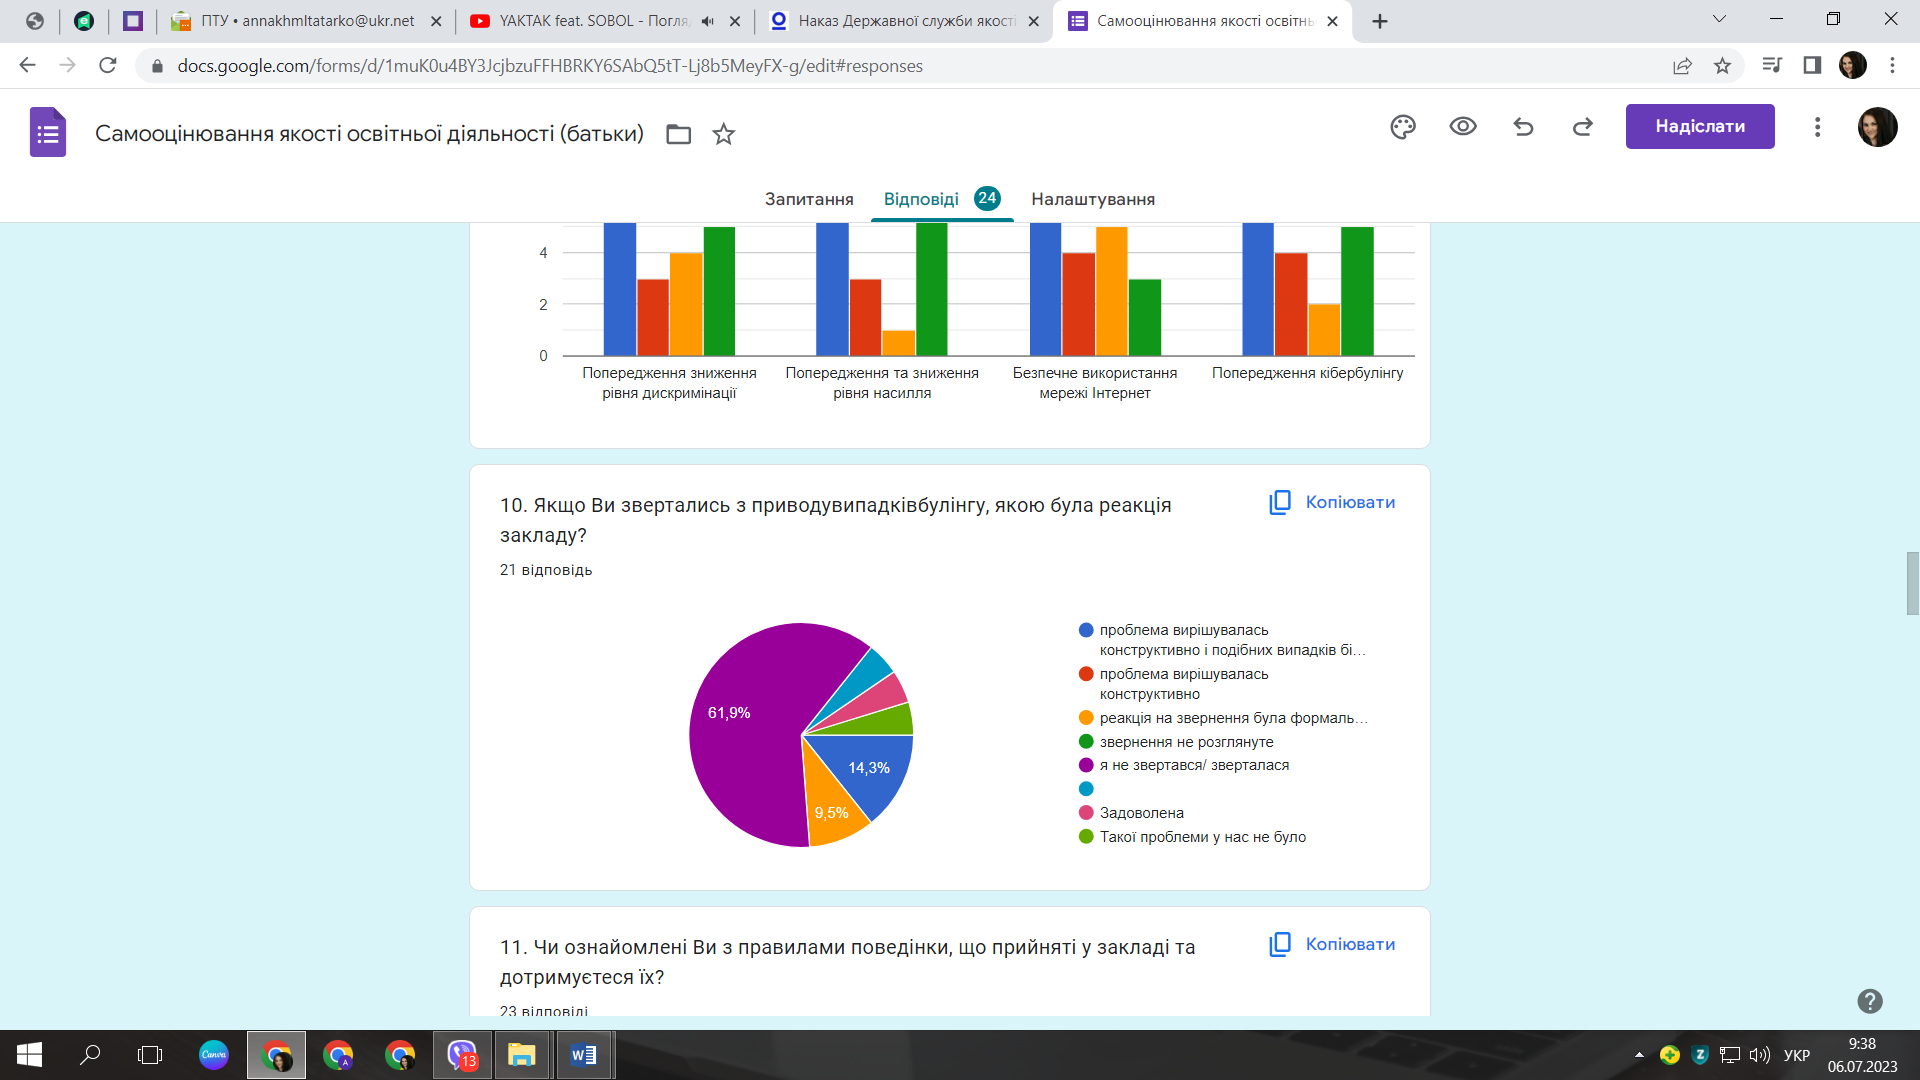 ПТУ • annakhmltatarko@ukr.net
YAKTAK feat. SOBOL - Погля
Наказ Державної служби якості
Самооцінювання якості освітнь
docs.google.com/forms/d/1muK0u4BY3JcjbzuFFHBRKY6SAbQ5tT-Lj8b5MeyFX-g/edit#responses
Самооцінювання якості освітньої діяльності (батьки)
Надіслати
Запитання
Відповіді 24
Налаштування
4
2
0
Попередження зниження
рівня дискримінації
Попередження та зниження
рівня насилля
Безпечне використання
мережі Інтернет
Попередження кібербулінгу
10. Якщо Ви звертались з приводувипадківбулінгу, якою була реакція
закладу?
Копіювати
21 відповідь
61,9%
14,3%
9,5%
проблема вирішувалась
конструктивно і подібних випадків бі…
проблема вирішувалась
конструктивно
реакція на звернення була формаль…
звернення не розглянуте
я не звертався/ зверталася
Задоволена
Такої проблеми у нас не було
11. Чи ознайомлені Ви з правилами поведінки, що прийняті у закладі та
дотримуєтеся їх?
Копіювати
23 відповіді
Canva
A
13
W
Z
УКР
9:38
06.07.2023